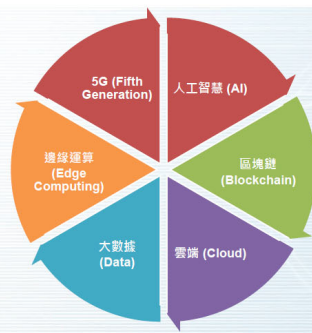 5G (Fifth
Generation)
人工智慧 (AI)
區塊鏈
(Blockchain)
雲端 (Cloud)
大數據
(Data)
邊緣運算
(Edge
Computing)